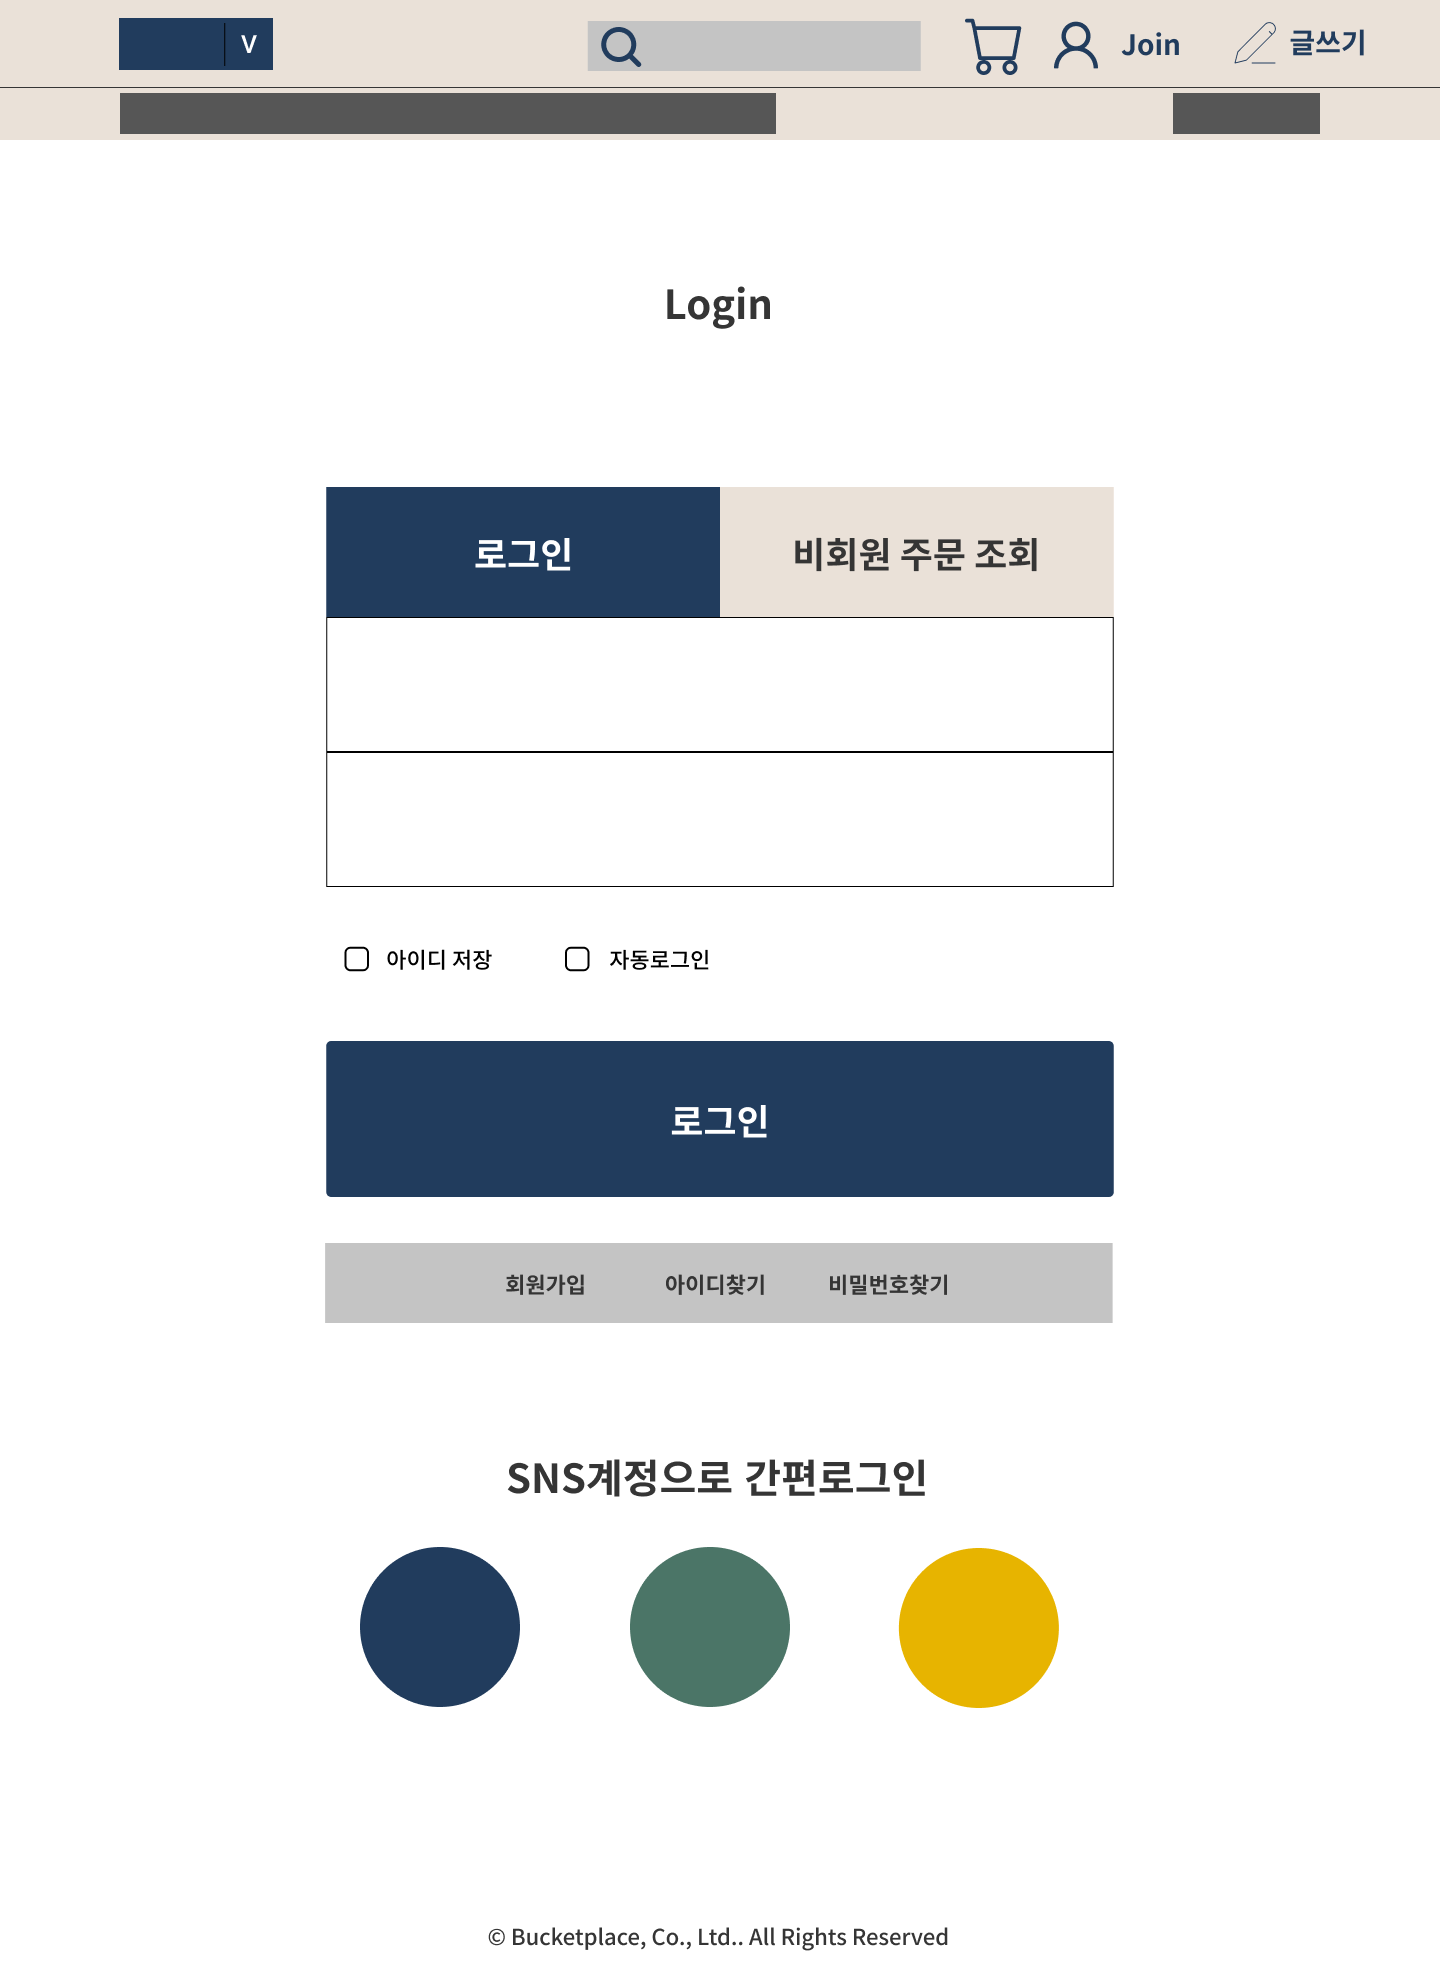 V
Join
글쓰기
Login
로그인
비회원 주문 조회
아이디 저장
자동로그인
로그인
회원가입
아이디찾기
비밀번호찾기
SNS계정으로 간편로그인
© Bucketplace, Co., Ltd.. All Rights Reserved